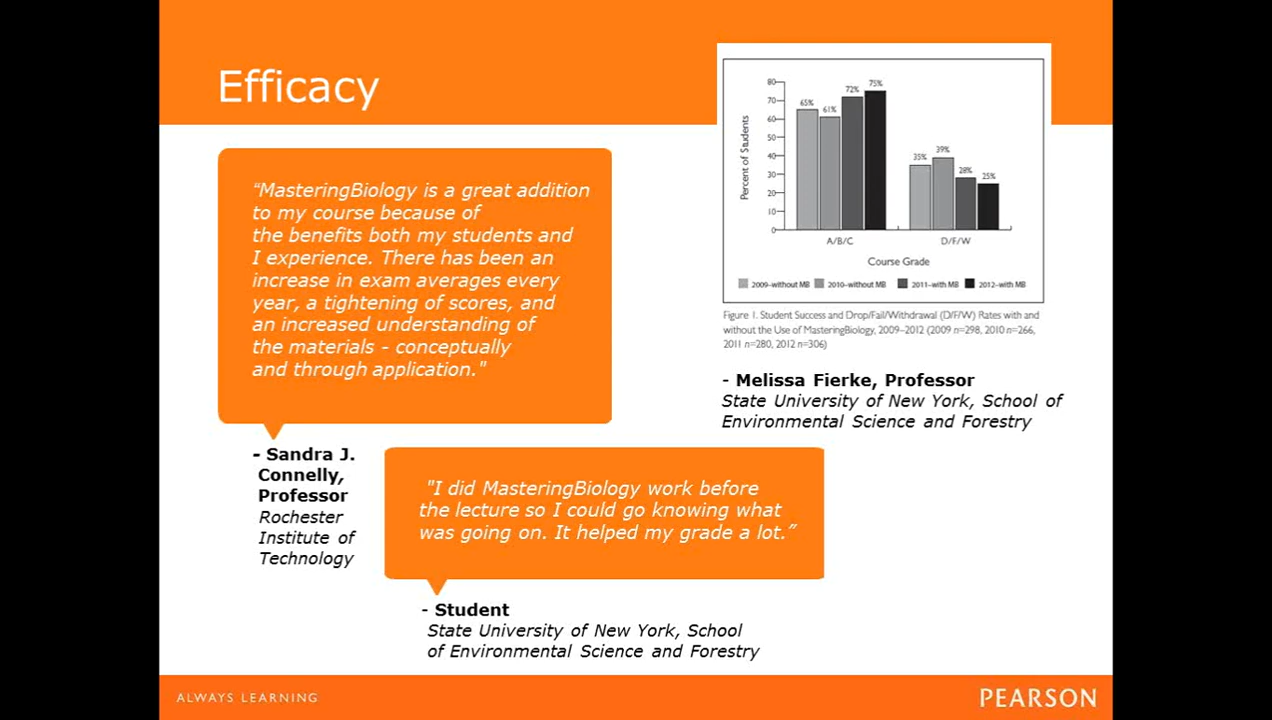 Efficacy
"MasteringBiology is a great addition
to my course because of
the benefits both my students and
I experience. There has been an
increase in exam averages every
year, a tightening of scores, and
an increased understanding of
the materials - conceptually
and through application."
- Sandra J.
Connelly,
Professor
Rochester
Institute of
Technology
"I did MasteringBiology work before
the lecture so I could go knowing what
was going on. It helped my grade a lot.”
- Student
State University of New York, School
of Environmental Science and Forestry
Percent of Students
80
70
60
50
40
30
20
10
0
65%
61%
72%
75%
35%
39%
28%
25%
A/B/C
D/F/W
Course Grade
2009–without MB 2010–without MB 2011–with MB 2012–with MB
Figure 1. Student Success and Drop/Fail/Withdrawal (D/F/W) Rates with and
without the Use of MasteringBiology, 2009–2012 (2009 n=298, 2010 n=266,
2011 n=280, 2012 n=306)
- Melissa Fierke, Professor
State University of New York, School of
Environmental Science and Forestry
ALWAYS LEARNING
PEARSON